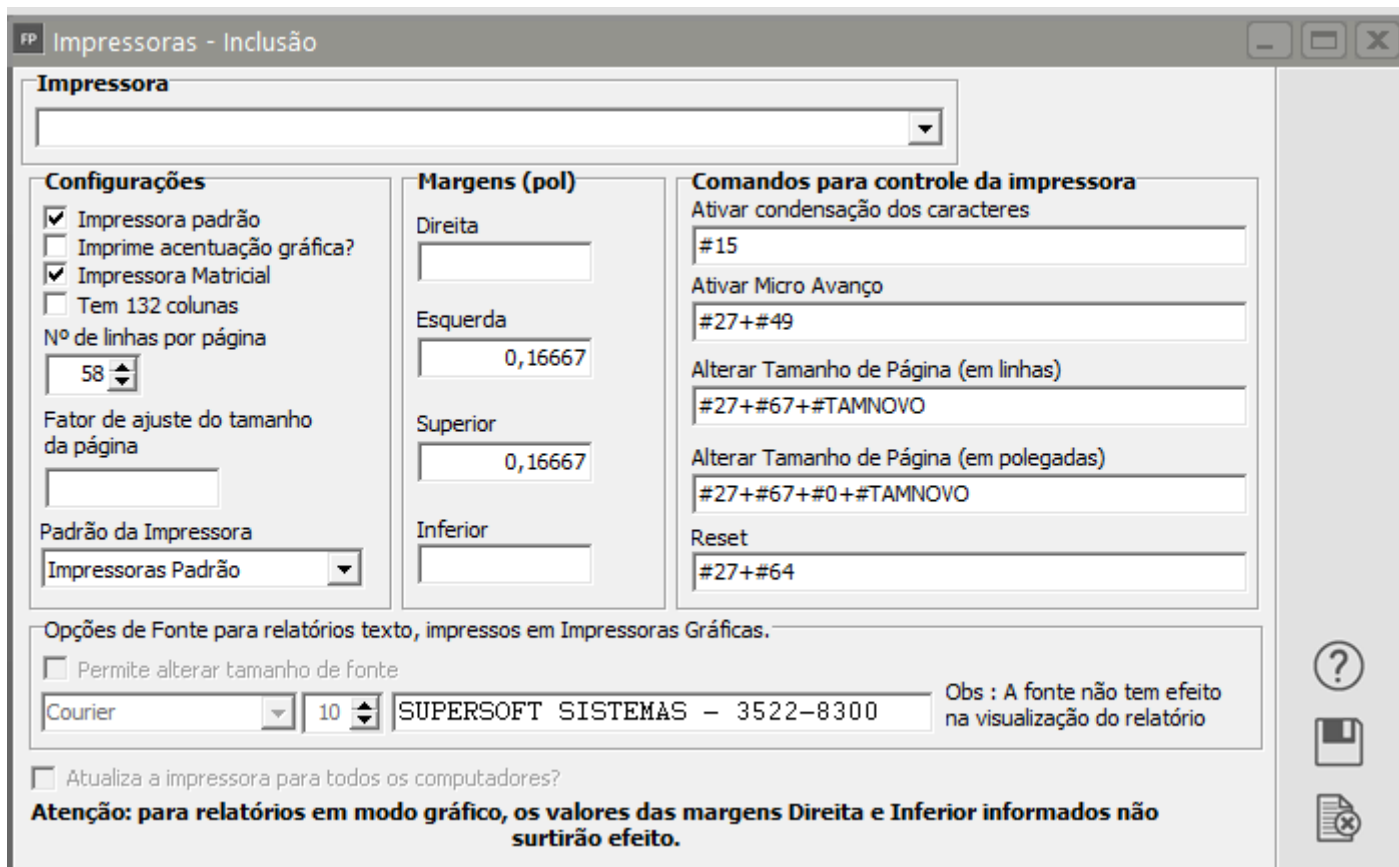 FP Impressoras - Inclusão
Impressora
Configurações
Impressora padrão
Imprime acentuação gráfica?
Impressora Matricial
Tem 132 colunas
Nº de linhas por página
58
Fator de ajuste do tamanho
da página
Padrão da Impressora
Impressoras Padrão
Margens (pol)
Direita
Esquerda
0,16667
Superior
0,16667
Inferior
Comandos para controle da impressora
Ativar condensação dos caracteres
#15
Ativar Micro Avanço
#27+#49
Alterar Tamanho de Página (em linhas)
#27+#67+#TAMNOVO
Alterar Tamanho de Página (em polegadas)
#27+#67+#0+#TAMNOVO
Reset
#27+#64
Opções de Fonte para relatórios texto, impressos em Impressoras Gráficas.
Permite alterar tamanho de fonte
Courier 10 SUPERSOFT SISTEMAS - 3522-8300
Obs : A fonte não tem efeito
na visualização do relatório
Atualiza a impressora para todos os computadores?
Atenção: para relatórios em modo gráfico, os valores das margens Direita e Inferior informados não
surtirão efeito.